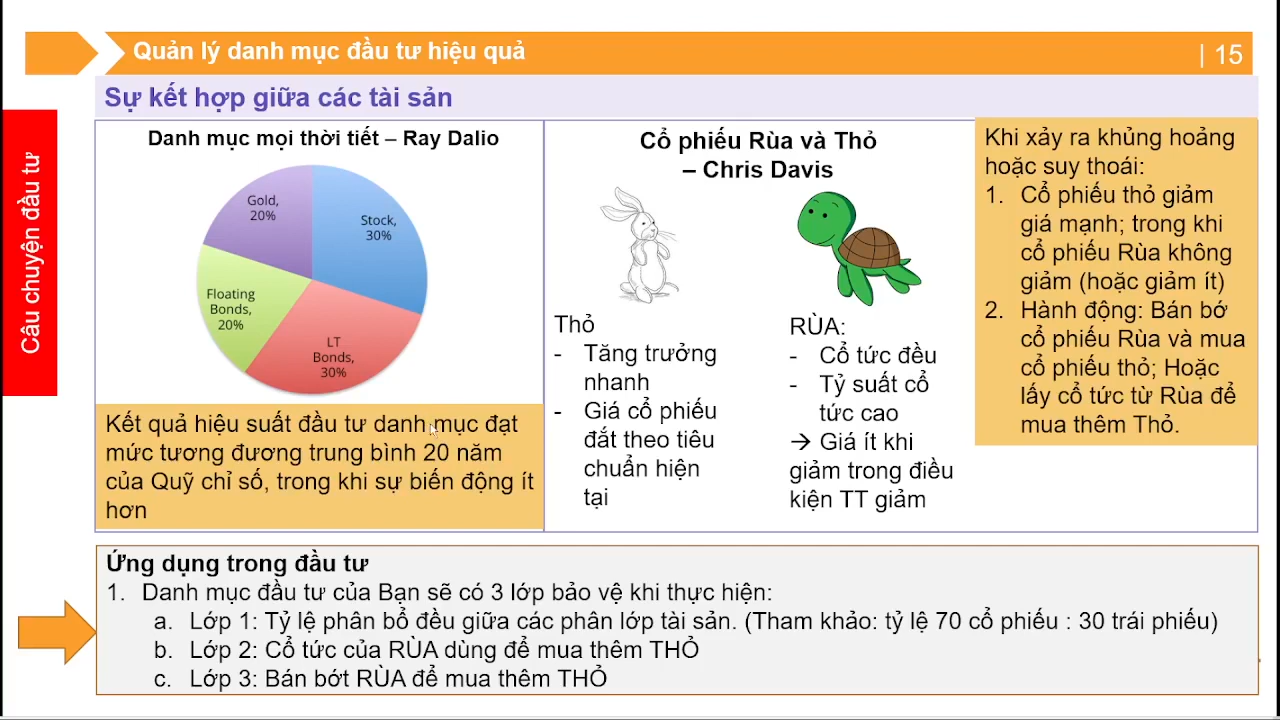 Quản lý danh mục đầu tư hiệu quả
| 15
Sự kết hợp giữa các tài sản
Câu chuyện đầu tư
Danh mục mọi thời tiết – Ray Dalio
Gold,
20%
Stock,
30%
Floating
Bonds,
20%
LT
Bonds,
30%
Kết quả hiệu suất đầu tư danh mục đạt
mức tương đương trung bình 20 năm
của Quỹ chỉ số, trong khi sự biến động ít
hơn
Cổ phiếu Rùa và Thỏ
– Chris Davis
Thỏ
- Tăng trưởng
nhanh
- Giá cổ phiếu
đắt theo tiêu
chuẩn hiện
tại
RÙA:
- Cổ tức đều
- Tỷ suất cổ
tức cao
→ Giá ít khi
giảm trong điều
kiện TT giảm
Khi xảy ra khủng hoảng
hoặc suy thoái:
1. Cổ phiếu thỏ giảm
giá mạnh; trong khi
cổ phiếu Rùa không
giảm (hoặc giảm ít)
2. Hành động: Bán bớ
cổ phiếu Rùa và mua
cổ phiếu thỏ; Hoặc
lấy cổ tức từ Rùa để
mua thêm Thỏ.
Ứng dụng trong đầu tư
1. Danh mục đầu tư của Bạn sẽ có 3 lớp bảo vệ khi thực hiện:
a. Lớp 1: Tỷ lệ phân bổ đều giữa các phân lớp tài sản. (Tham khảo: tỷ lệ 70 cổ phiếu : 30 trái phiếu)
b. Lớp 2: Cổ tức của RÙA dùng để mua thêm THỎ
c. Lớp 3: Bán bớt RÙA để mua thêm THỎ